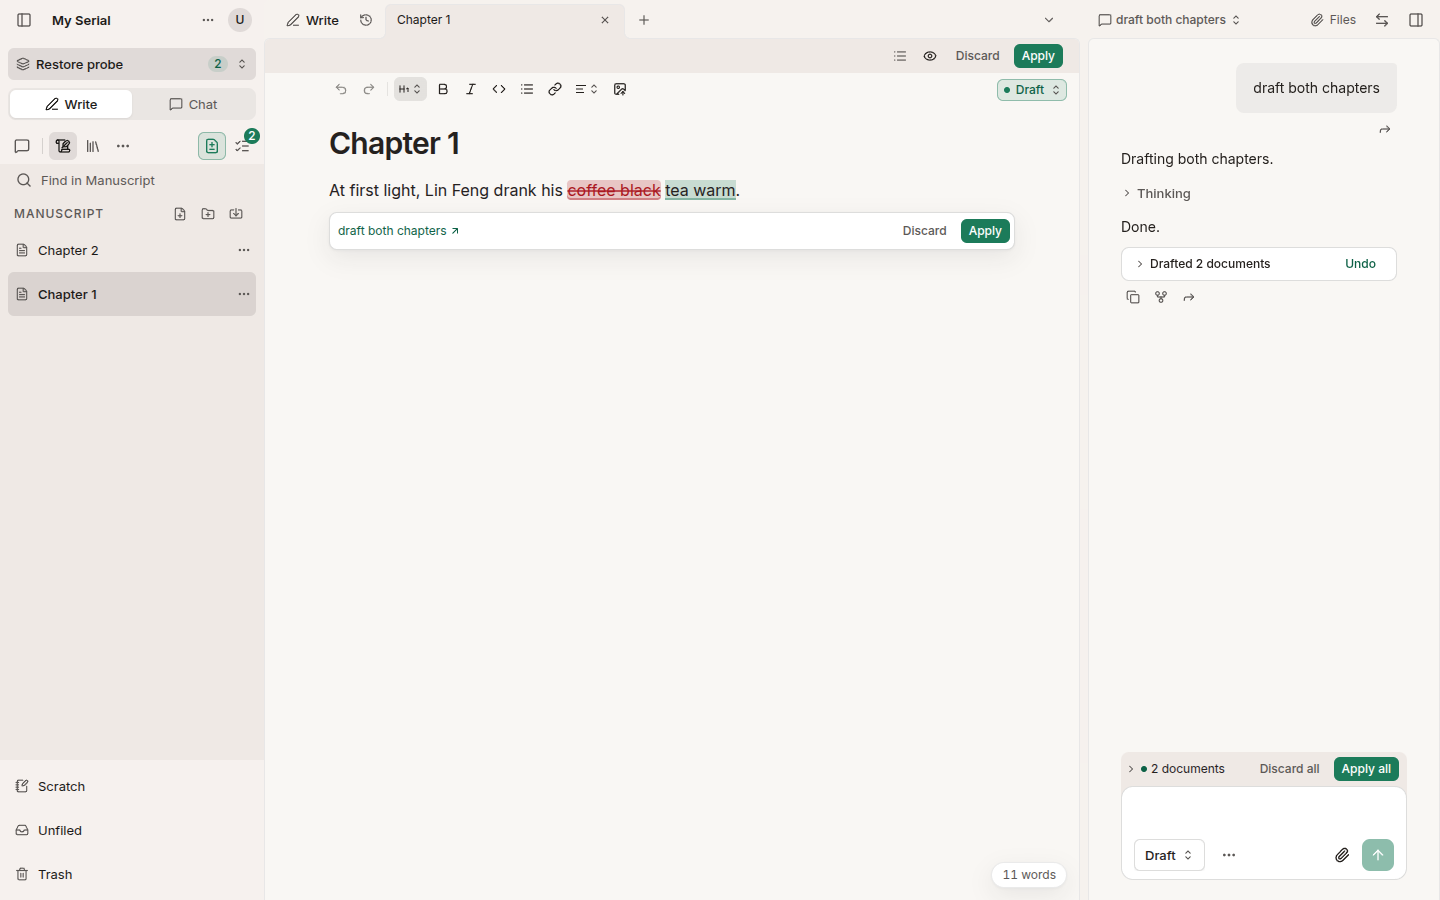 My Serial
U
Restore probe
2
Write
Chat
2
Find in Manuscript
MANUSCRIPT
Chapter 2
Chapter 1
Scratch
Unfiled
Trash
Write
Chapter 1
Discard
Apply
H1
B
I
Draft
Chapter 1
At first light, Lin Feng drank his coffee black tea warm.
draft both chapters
Discard
Apply
11 words
draft both chapters
Files
draft both chapters
Drafting both chapters.
Thinking
Done.
Drafted 2 documents
Undo
2 documents
Discard all
Apply all
Draft